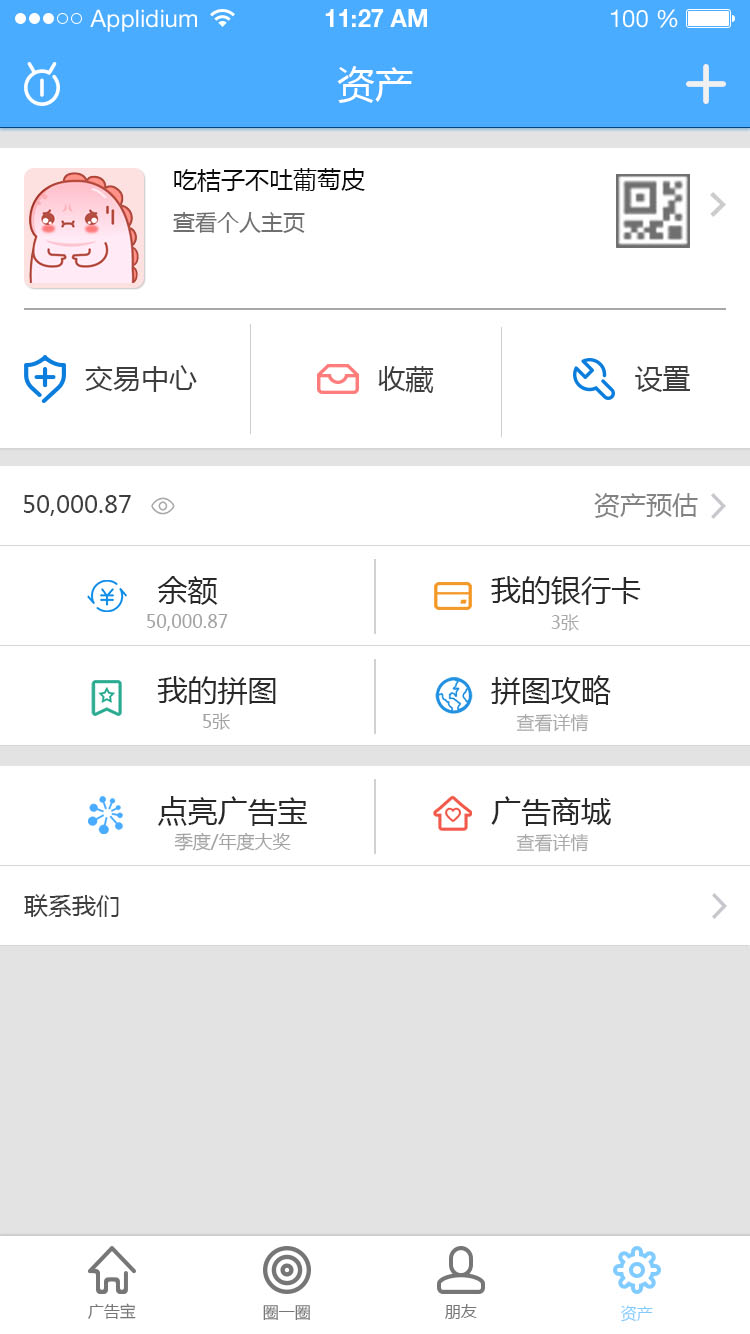 Applidium 11:27 AM 100 %
资产
吃桔子不吐葡萄皮
查看个人主页
交易中心 收藏 设置
50,000.87 资产预估
余额 我的银行卡
50,000.87 3张
我的拼图 拼图攻略
5张 查看详情
点亮广告宝 广告商城
季度/年度大奖 查看详情
联系我们
广告宝 圈一圈 朋友 资产